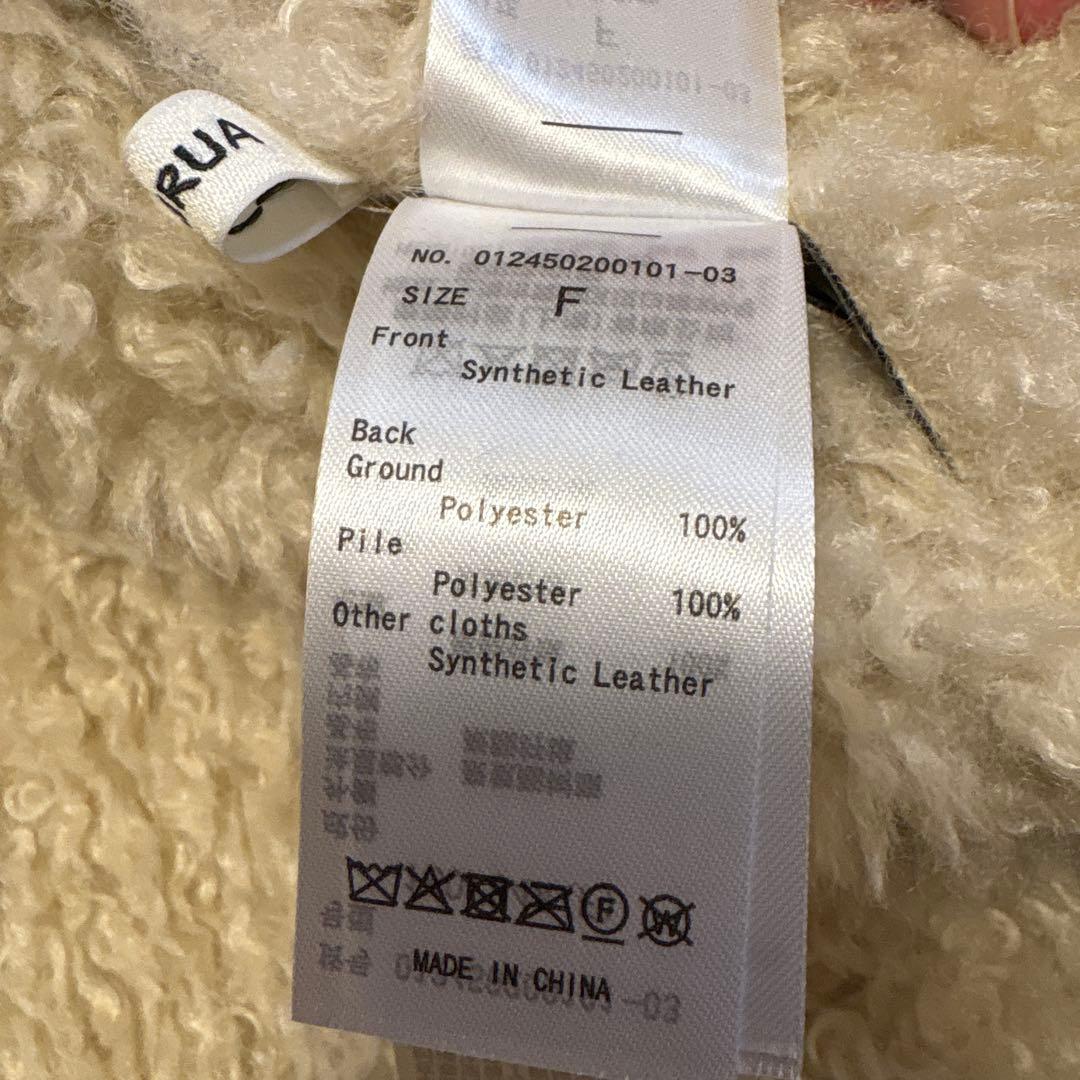 RUA
NO. 012450200101-03
SIZE F
Front
Synthetic Leather
Back
Ground
Polyester 100%
Pile
Polyester 100%
Other cloths
Synthetic Leather
F
W
MADE IN CHINA